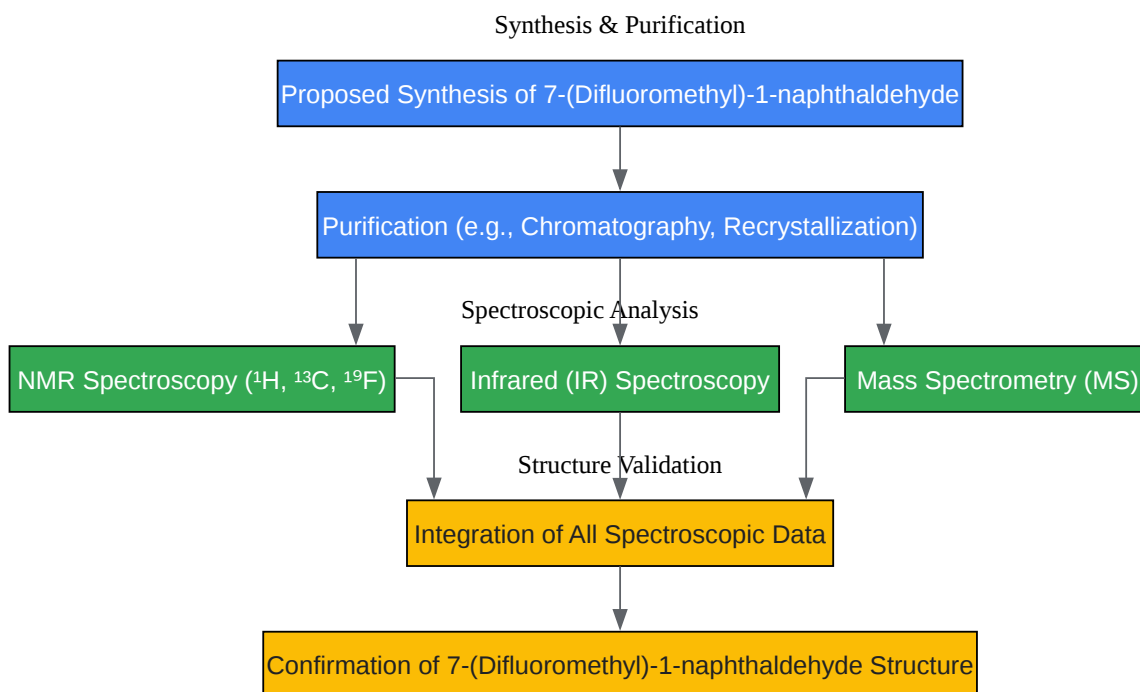 Synthesis & Purification
Proposed Synthesis of 7-(Difluoromethyl)-1-naphthaldehyde
Purification (e.g., Chromatography, Recrystallization)
Spectroscopic Analysis
NMR Spectroscopy (¹H, ¹³C, ¹⁹F)
Infrared (IR) Spectroscopy
Mass Spectrometry (MS)
Structure Validation
Integration of All Spectroscopic Data
Confirmation of 7-(Difluoromethyl)-1-naphthaldehyde Structure